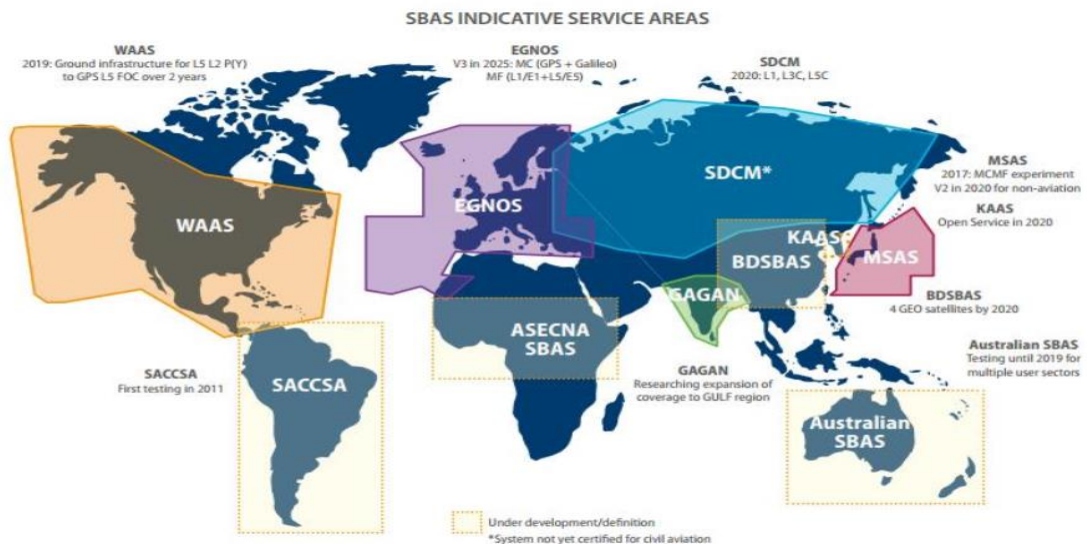 SBAS INDICATIVE SERVICE AREAS
WAAS
2019: Ground infrastructure for L5 L2 P(Y)
to GPS L5 FOC over 2 years
EGNOS
V3 in 2025: MC (GPS + Galileo)
MF (L1/E1+L5/E5)
SDCM
2020: L1, L3C, L5C
MSAS
2017: MCMF experiment
V2 in 2020 for non-aviation
KAAS
Open Service in 2020
WAAS
EGNOS
SDCM*
KAAS
BDSBAS
MSAS
GAGAN
BDSBAS
4 GEO satellites by 2020
ASECNA
SBAS
SACCSA
First testing in 2011
SACCSA
GAGAN
Researching expansion of
coverage to GULF region
Australian SBAS
Testing until 2019 for
multiple user sectors
Australian
SBAS
Under development/definition
*System not yet certified for civil aviation